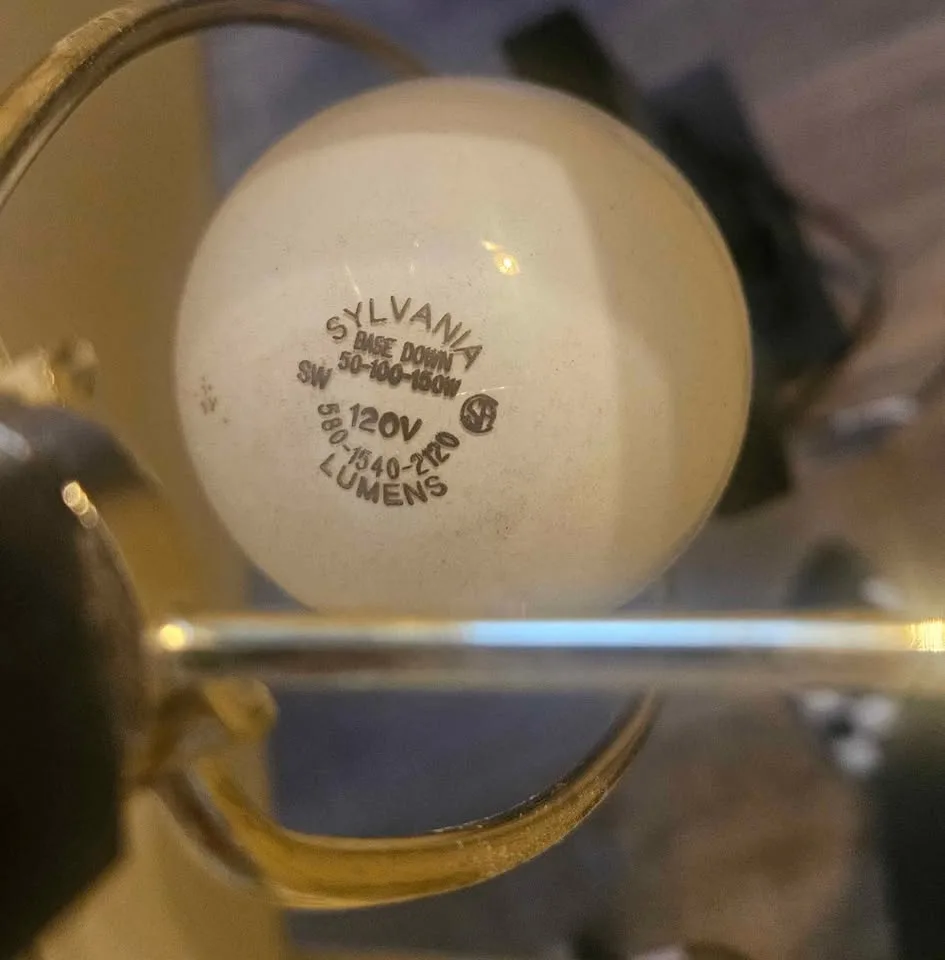 SYLVANIA
BASE DOWN
50-100-150W
SW
120V
580-1540-2120
LUMENS